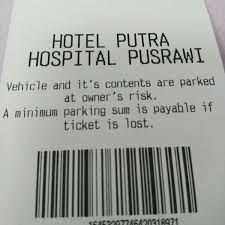 HOTEL PUTRA
HOSPITAL PUSRAWI
Vehicle and it's contents are parked
at owner's risk.
A minimum parking sum is payable if
ticket is lost.